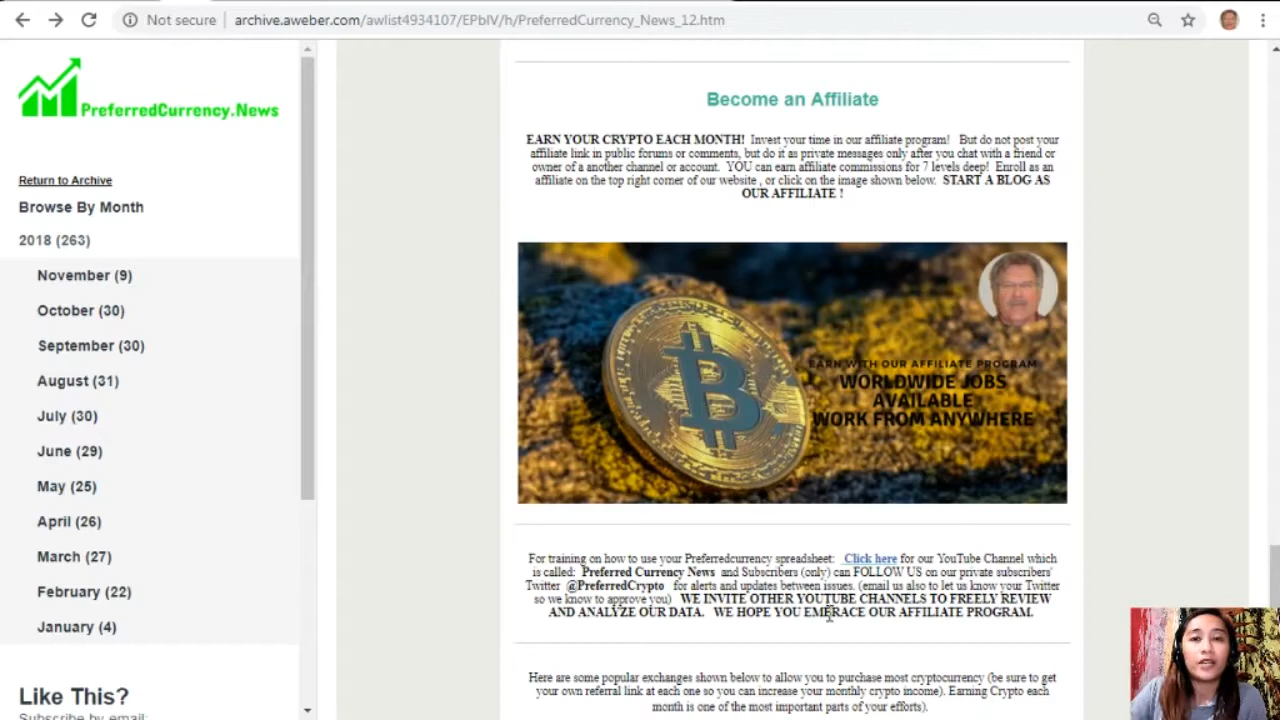 Not secure
archive.aweber.com/awlist4934107/EPbIV/h/PreferredCurrency_News_12.htm
PreferredCurrency.News
Return to Archive
Browse By Month
2018 (263)
November (9)
October (30)
September (30)
August (31)
July (30)
June (29)
May (25)
April (26)
March (27)
February (22)
January (4)
Like This?
Subscribe by email:
Become an Affiliate
EARN YOUR CRYPTO EACH MONTH! Invest your time in our affiliate program! But do not post your
affiliate link in public forums or comments, but do it as private messages only after you chat with a friend or
owner of a another channel or account. YOU can earn affiliate commissions for 7 levels deep! Enroll as an
affiliate on the top right corner of our website , or click on the image shown below. START A BLOG AS
OUR AFFILIATE !
EARN WITH OUR AFFILIATE PROGRAM
WORLDWIDE JOBS
AVAILABLE
WORK FROM ANYWHERE
For training on how to use your Preferredcurrency spreadsheet: Click here for our YouTube Channel which
is called: Preferred Currency News and Subscribers (only) can FOLLOW US on our private subscribers'
Twitter @PreferredCrypto for alerts and updates between issues. (email us also to let us know your Twitter
so we know to approve you) WE INVITE OTHER YOUTUBE CHANNELS TO FREELY REVIEW
AND ANALYZE OUR DATA. WE HOPE YOU EMBRACE OUR AFFILIATE PROGRAM.
Here are some popular exchanges shown below to allow you to purchase most cryptocurrency (be sure to get
your own referral link at each one so you can increase your monthly crypto income). Earning Crypto each
month is one of the most important parts of your efforts).